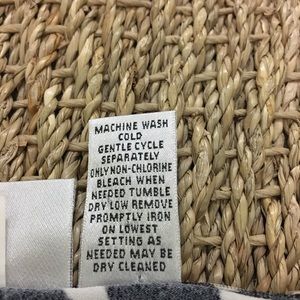 MACHINE WASH
COLD
GENTLE CYCLE
SEPARATELY
ONLY NON-CHLORINE
BLEACH WHEN
NEEDED TUMBLE
DRY LOW REMOVE
PROMPTLY IRON
ON LOWEST
SETTING AS
NEEDED MAY BE
DRY CLEANED